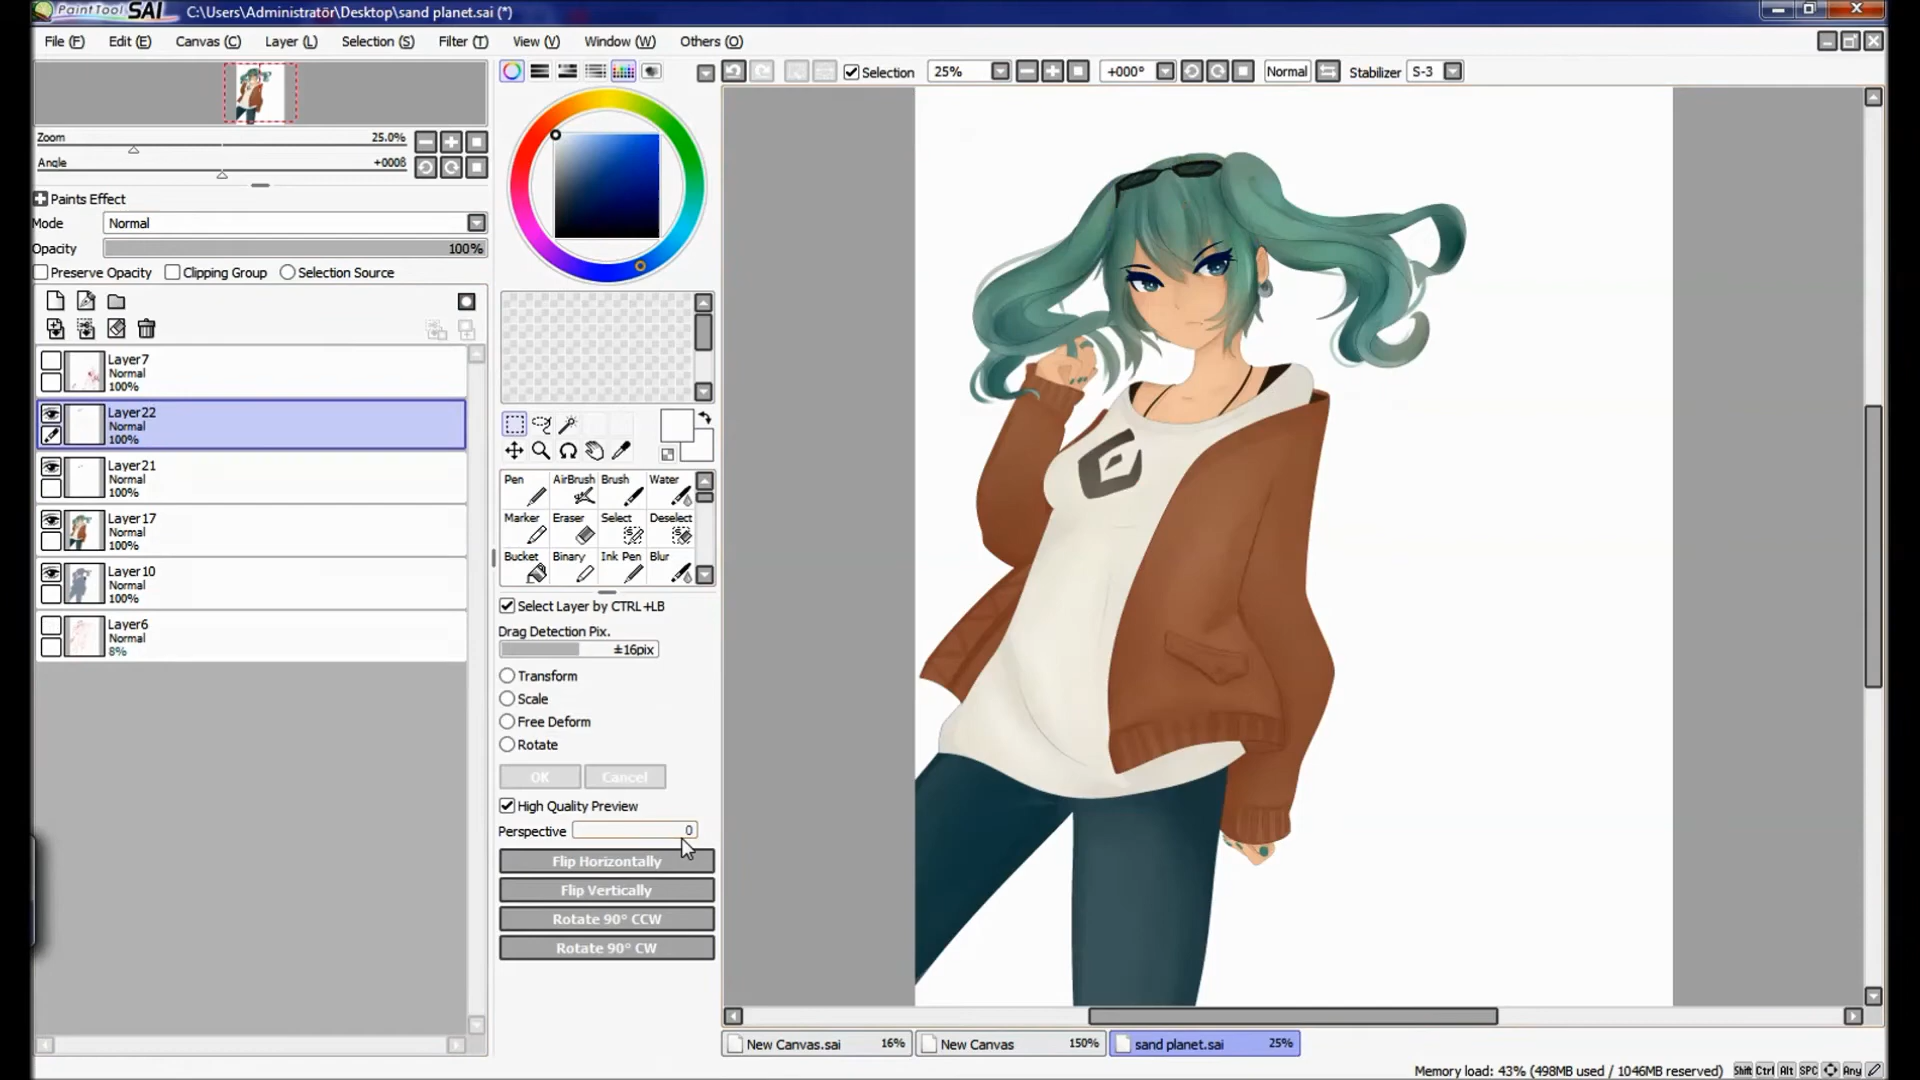 PaintTool SAI C:\Users\Administratör\Desktop\sand planet.sai (*)
File (F) Edit (E) Canvas (C) Layer (L) Selection (S) Filter (T) View (V) Window (W) Others (O)
Selection 25% +000° Normal Stabilizer S-3
Zoom 25.0%
Angle +000ß
Paints Effect
Mode Normal
Opacity 100%
Preserve Opacity Clipping Group Selection Source
Layer7
Normal
100%
Layer22
Normal
100%
Layer21
Normal
100%
Layer17
Normal
100%
Layer10
Normal
100%
Layer6
Normal
8%
Pen AirBrush Brush Water
Marker Eraser Select Deselect
Bucket Binary Ink Pen Blur
Select Layer by CTRL+LB
Drag Detection Pix.
±16pix
Transform
Scale
Free Deform
Rotate
OK Cancel
High Quality Preview
Perspective 0
Flip Horizontally
Flip Vertically
Rotate 90° CCW
Rotate 90° CW
New Canvas.sai 16% New Canvas 150% sand planet.sai 25%
Memory load: 43% (498MB used / 1046MB reserved) Shift Ctrl Alt SPC Any